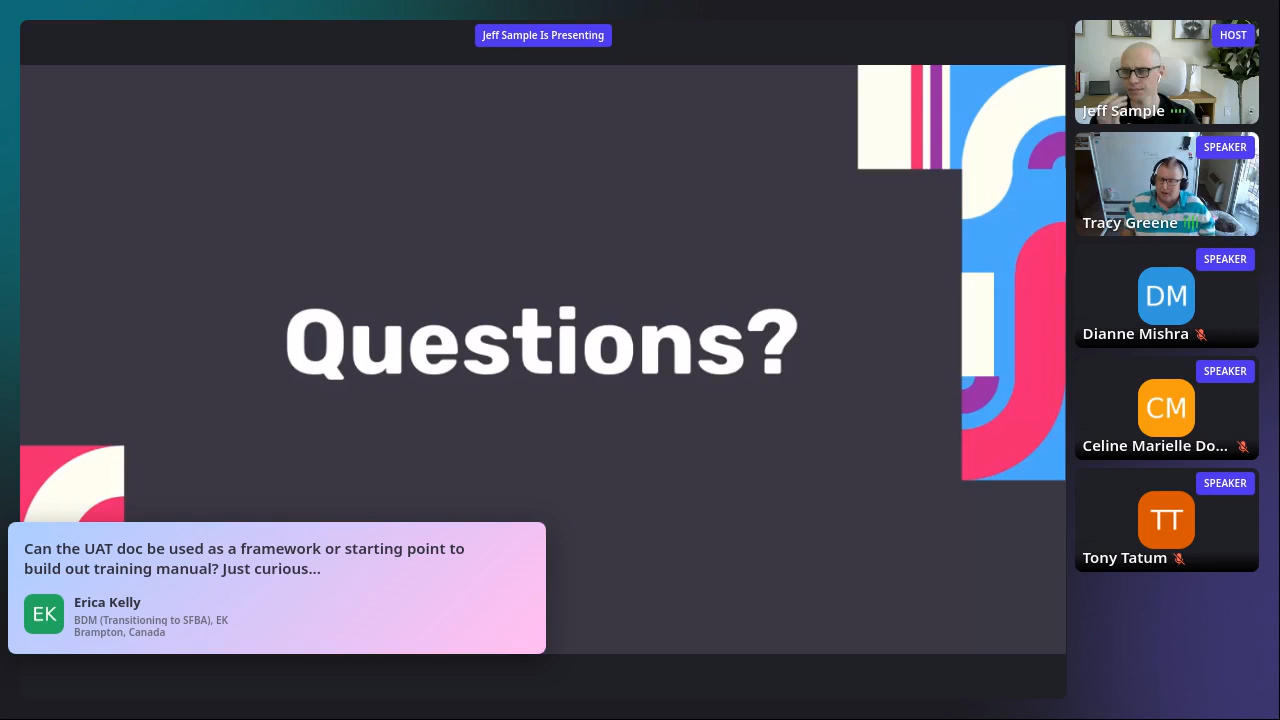 Jeff Sample Is Presenting
HOST
Jeff Sample
SPEAKER
Tracy Greene
SPEAKER
DM
Dianne Mishra
SPEAKER
CM
Celine Marielle Do...
SPEAKER
TT
Tony Tatum
Questions?
Can the UAT doc be used as a framework or starting point to
build out training manual? Just curious...
EK
Erica Kelly
BDM (Transitioning to SFBA), EK
Brampton, Canada